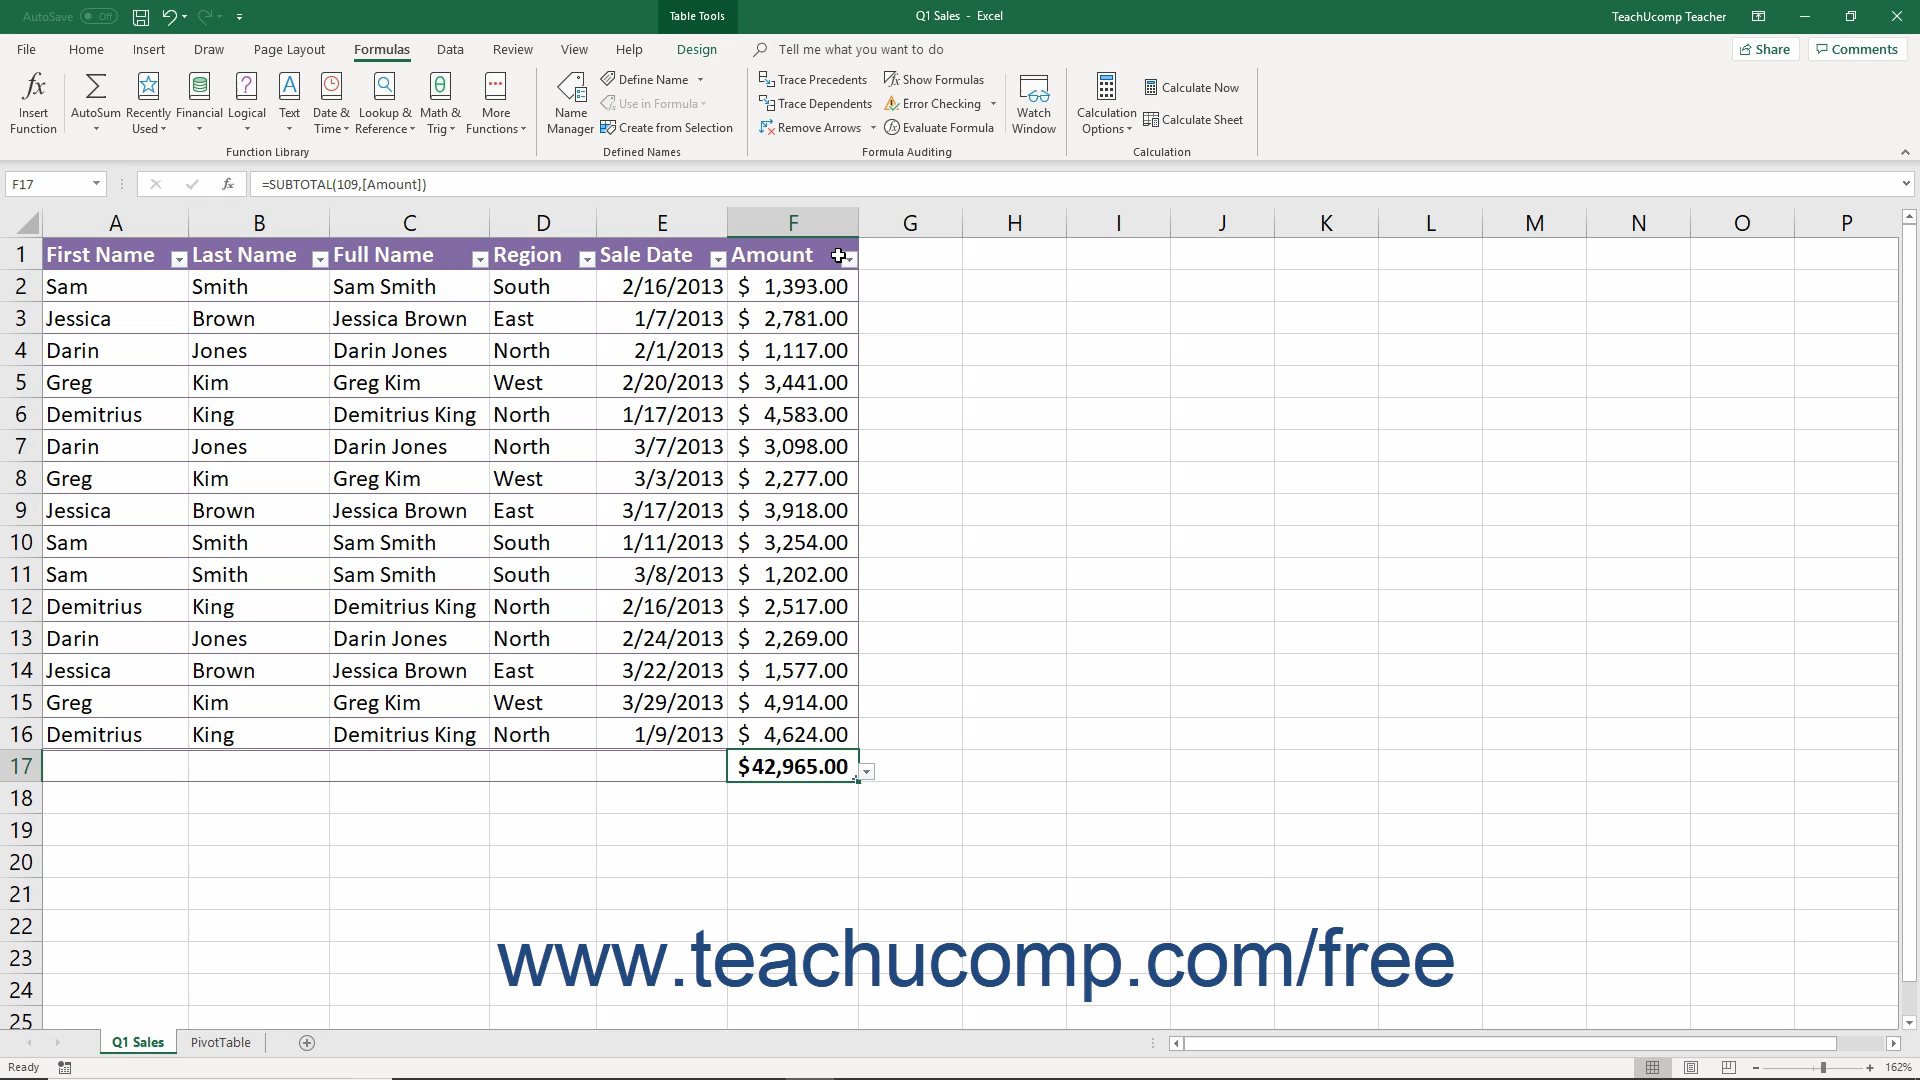 AutoSave Off Table Tools Q1 Sales - Excel TeachUcomp Teacher
File Home Insert Draw Page Layout Formulas Data Review View Help Design Tell me what you want to do Share Comments
Insert Function AutoSum Recently Used Financial Logical Text Date & Time Lookup & Reference Math & Trig More Functions
Function Library
Name Manager Define Name
Use in Formula
Create from Selection
Defined Names
Trace Precedents Show Formulas
Trace Dependents Error Checking
Remove Arrows Evaluate Formula
Watch Window
Formula Auditing
Calculation Options Calculate Now
Calculate Sheet
Calculation
F17 fx =SUBTOTAL(109,[Amount])
A B C D E F G H I J K L M N O P
1 First Name Last Name Full Name Region Sale Date Amount
2 Sam Smith Sam Smith South 2/16/2013 $ 1,393.00
3 Jessica Brown Jessica Brown East 1/7/2013 $ 2,781.00
4 Darin Jones Darin Jones North 2/1/2013 $ 1,117.00
5 Greg Kim Greg Kim West 2/20/2013 $ 3,441.00
6 Demitrius King Demitrius King North 1/17/2013 $ 4,583.00
7 Darin Jones Darin Jones North 3/7/2013 $ 3,098.00
8 Greg Kim Greg Kim West 3/3/2013 $ 2,277.00
9 Jessica Brown Jessica Brown East 3/17/2013 $ 3,918.00
10 Sam Smith Sam Smith South 1/11/2013 $ 3,254.00
11 Sam Smith Sam Smith South 3/8/2013 $ 1,202.00
12 Demitrius King Demitrius King North 2/16/2013 $ 2,517.00
13 Darin Jones Darin Jones North 2/24/2013 $ 2,269.00
14 Jessica Brown Jessica Brown East 3/22/2013 $ 1,577.00
15 Greg Kim Greg Kim West 3/29/2013 $ 4,914.00
16 Demitrius King Demitrius King North 1/9/2013 $ 4,624.00
17 $42,965.00
18
19
20
21
22
23
24
25
www.teachucomp.com/free
Q1 Sales PivotTable
Ready 162%